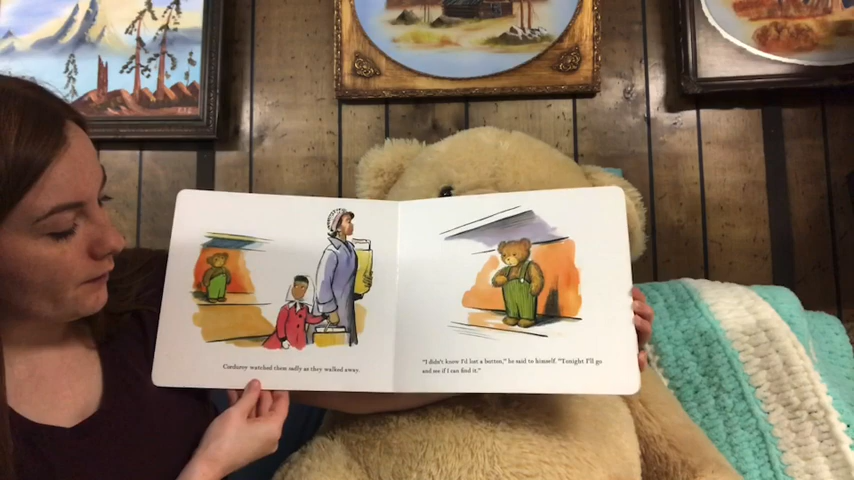 Corduroy watched them sadly as they walked away.
"I didn't know I'd lost a button," he said to himself. "Tonight I'll go
and see if I can find it."